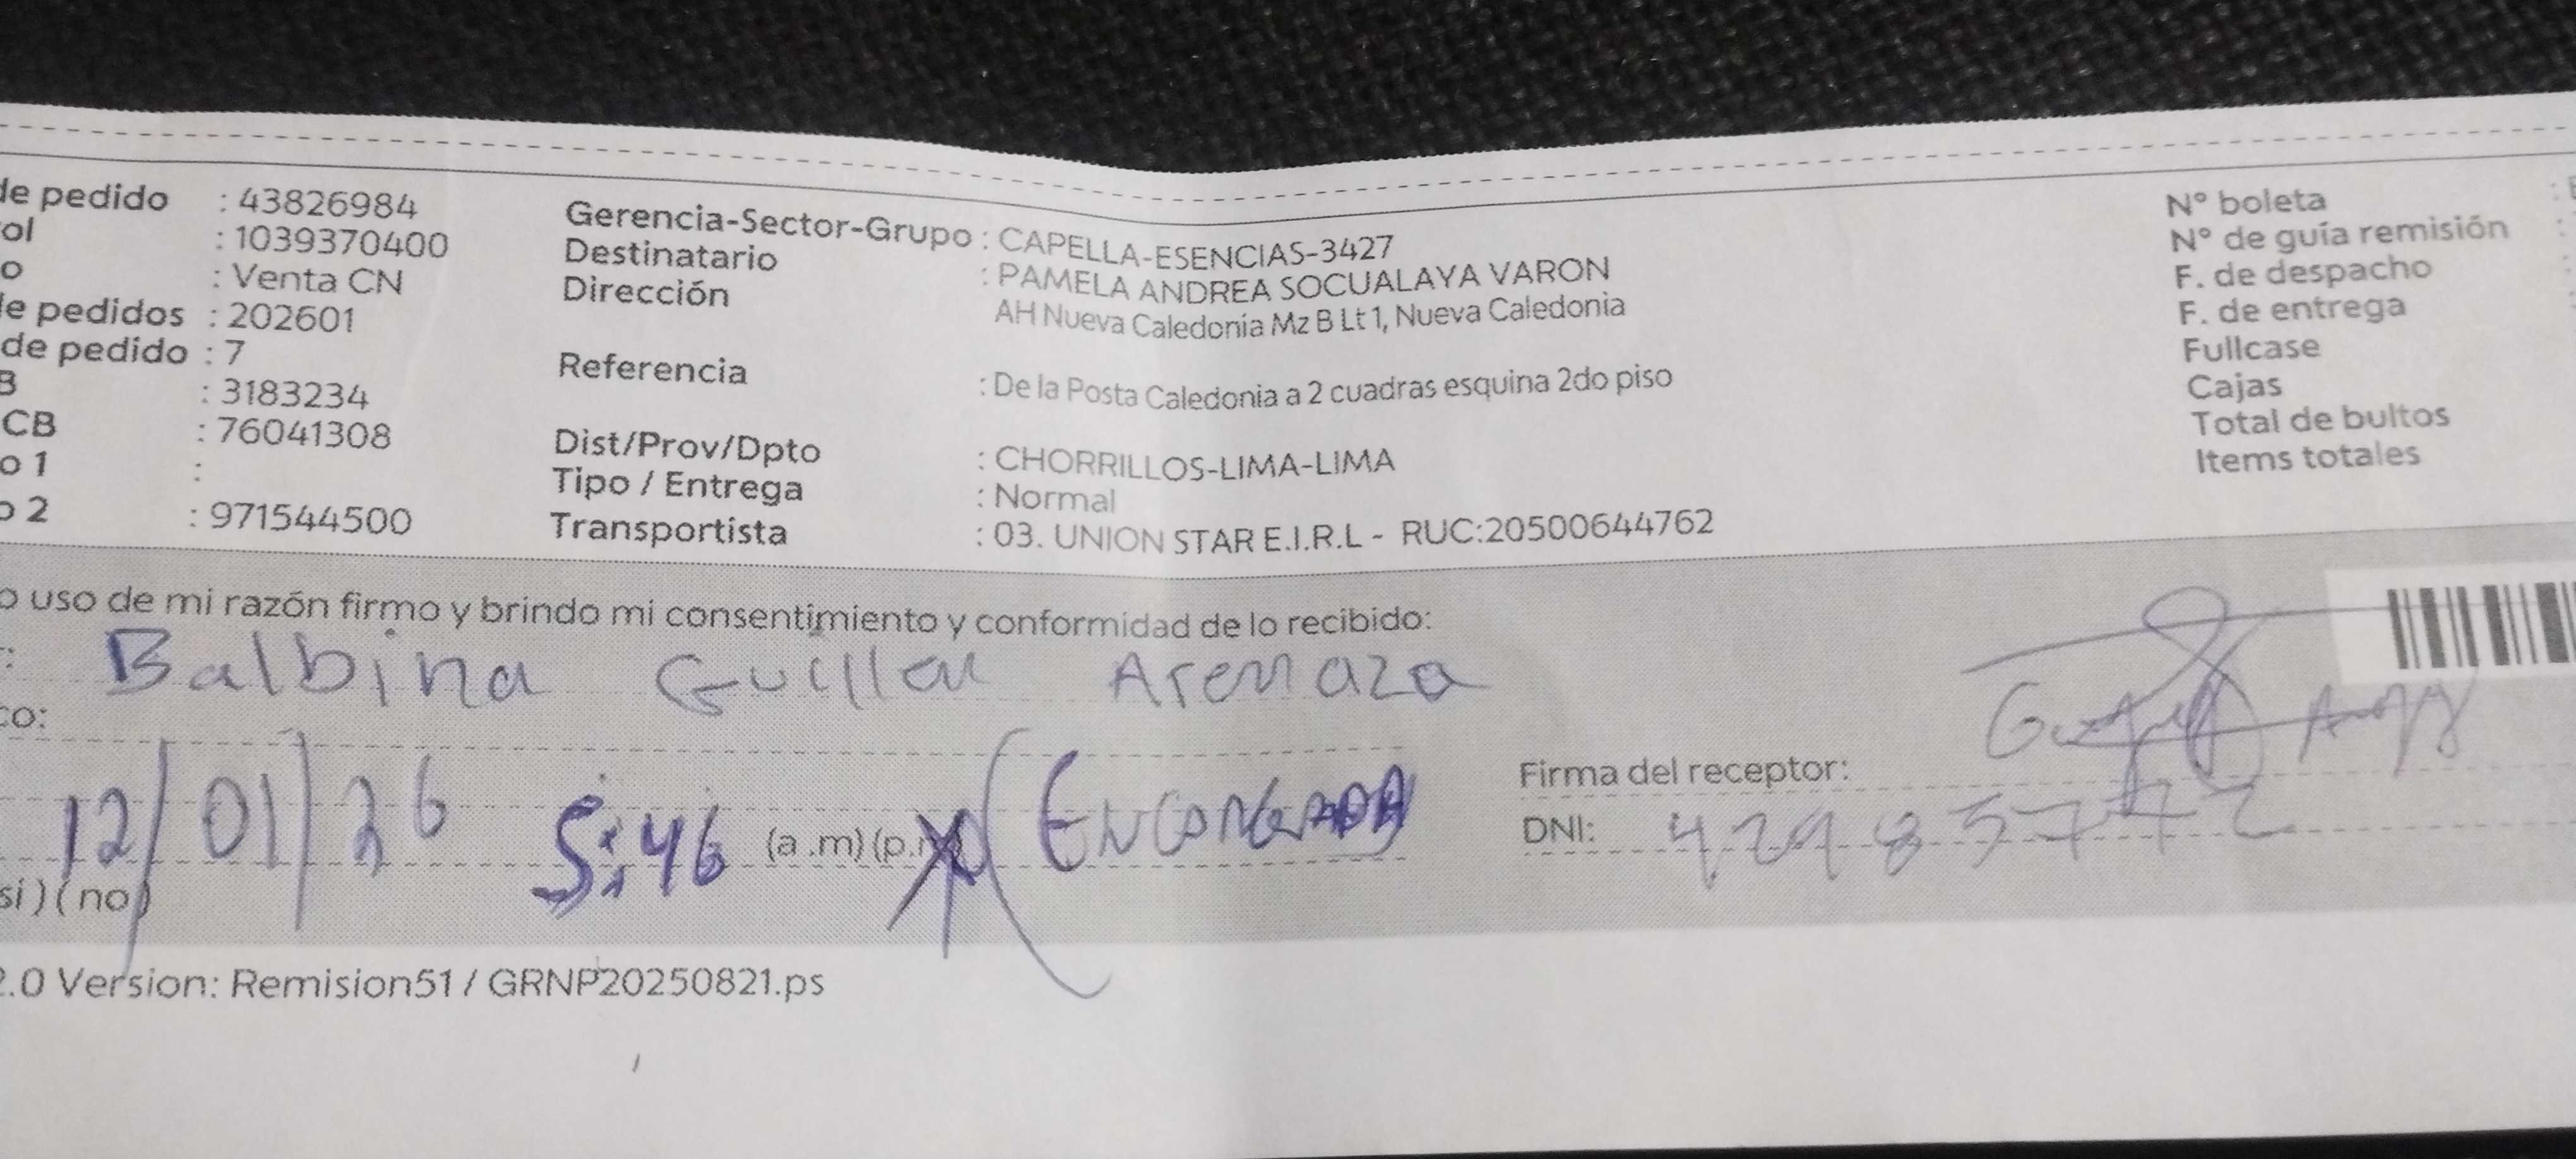 de pedido : 43826984
ol : 1039370400
o : Venta CN
le pedidos : 202601
de pedido : 7
B : 3183234
CB : 76041308
o 1 :
o 2 : 971544500
Gerencia-Sector-Grupo : CAPELLA-ESENCIAS-3427
Destinatario : PAMELA ANDREA SOCUALAYA VARON
Dirección AH Nueva Caledonia Mz B Lt 1, Nueva Caledonia
Referencia : De la Posta Caledonia a 2 cuadras esquina 2do piso
Dist/Prov/Dpto : CHORRILLOS-LIMA-LIMA
Tipo / Entrega : Normal
Transportista : 03. UNION STAR E.I.R.L - RUC:20500644762
N° boleta :
N° de guía remisión :
F. de despacho :
F. de entrega :
Fullcase
Cajas
Total de bultos
Items totales
o uso de mi razón firmo y brindo mi consentimiento y conformidad de lo recibido:
Balbina Guillen
co:
12/01/26 5:46 (a .m) (p.
si ) ( no )
Firma del receptor:
DNI: 42985772
2.0 Version: Remision51 / GRNP20250821.ps